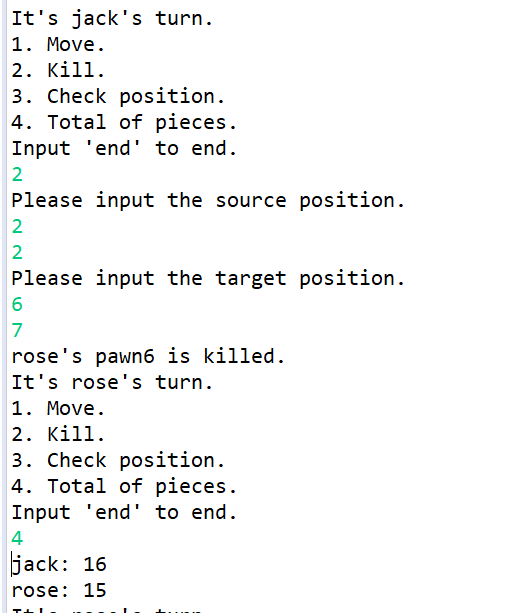 It's jack's turn.
1. Move.
2. Kill.
3. Check position.
4. Total of pieces.
Input 'end' to end.
2
Please input the source position.
2
2
Please input the target position.
6
7
rose's pawn6 is killed.
It's rose's turn.
1. Move.
2. Kill.
3. Check position.
4. Total of pieces.
Input 'end' to end.
4
jack: 16
rose: 15
It's rose's turn